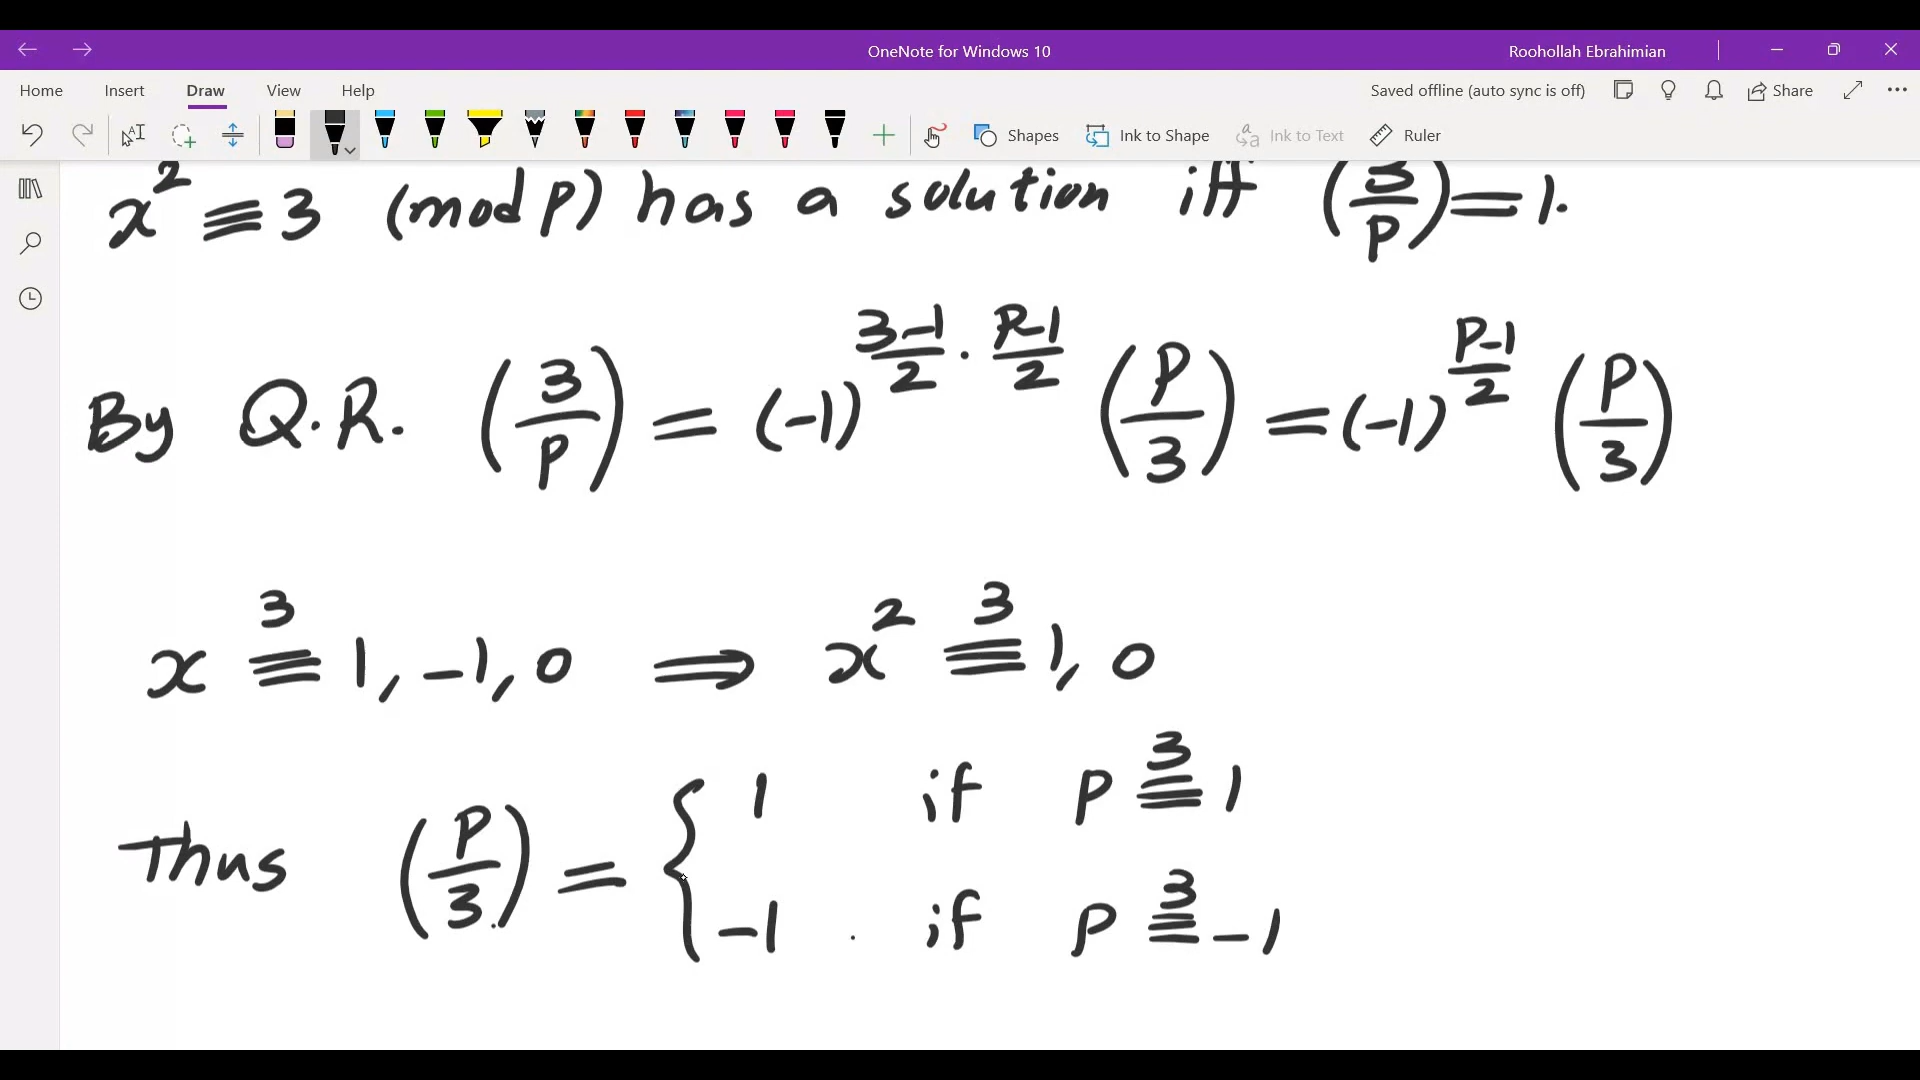 OneNote for Windows 10
Roohollah Ebrahimian
Home Insert Draw View Help
Saved offline (auto sync is off) Share
Shapes Ink to Shape Ink to Text Ruler
x² ≡ 3 (mod p) has a solution iff (3/p) = 1.
By Q.R. (3/p) = (-1)^((3-1)/2 · (p-1)/2) (p/3) = (-1)^((p-1)/2) (p/3)
x ≡³ 1, -1, 0 ⟹ x² ≡³ 1, 0
Thus (p/3) = { 1 if p ≡³ 1
-1 if p ≡³ -1